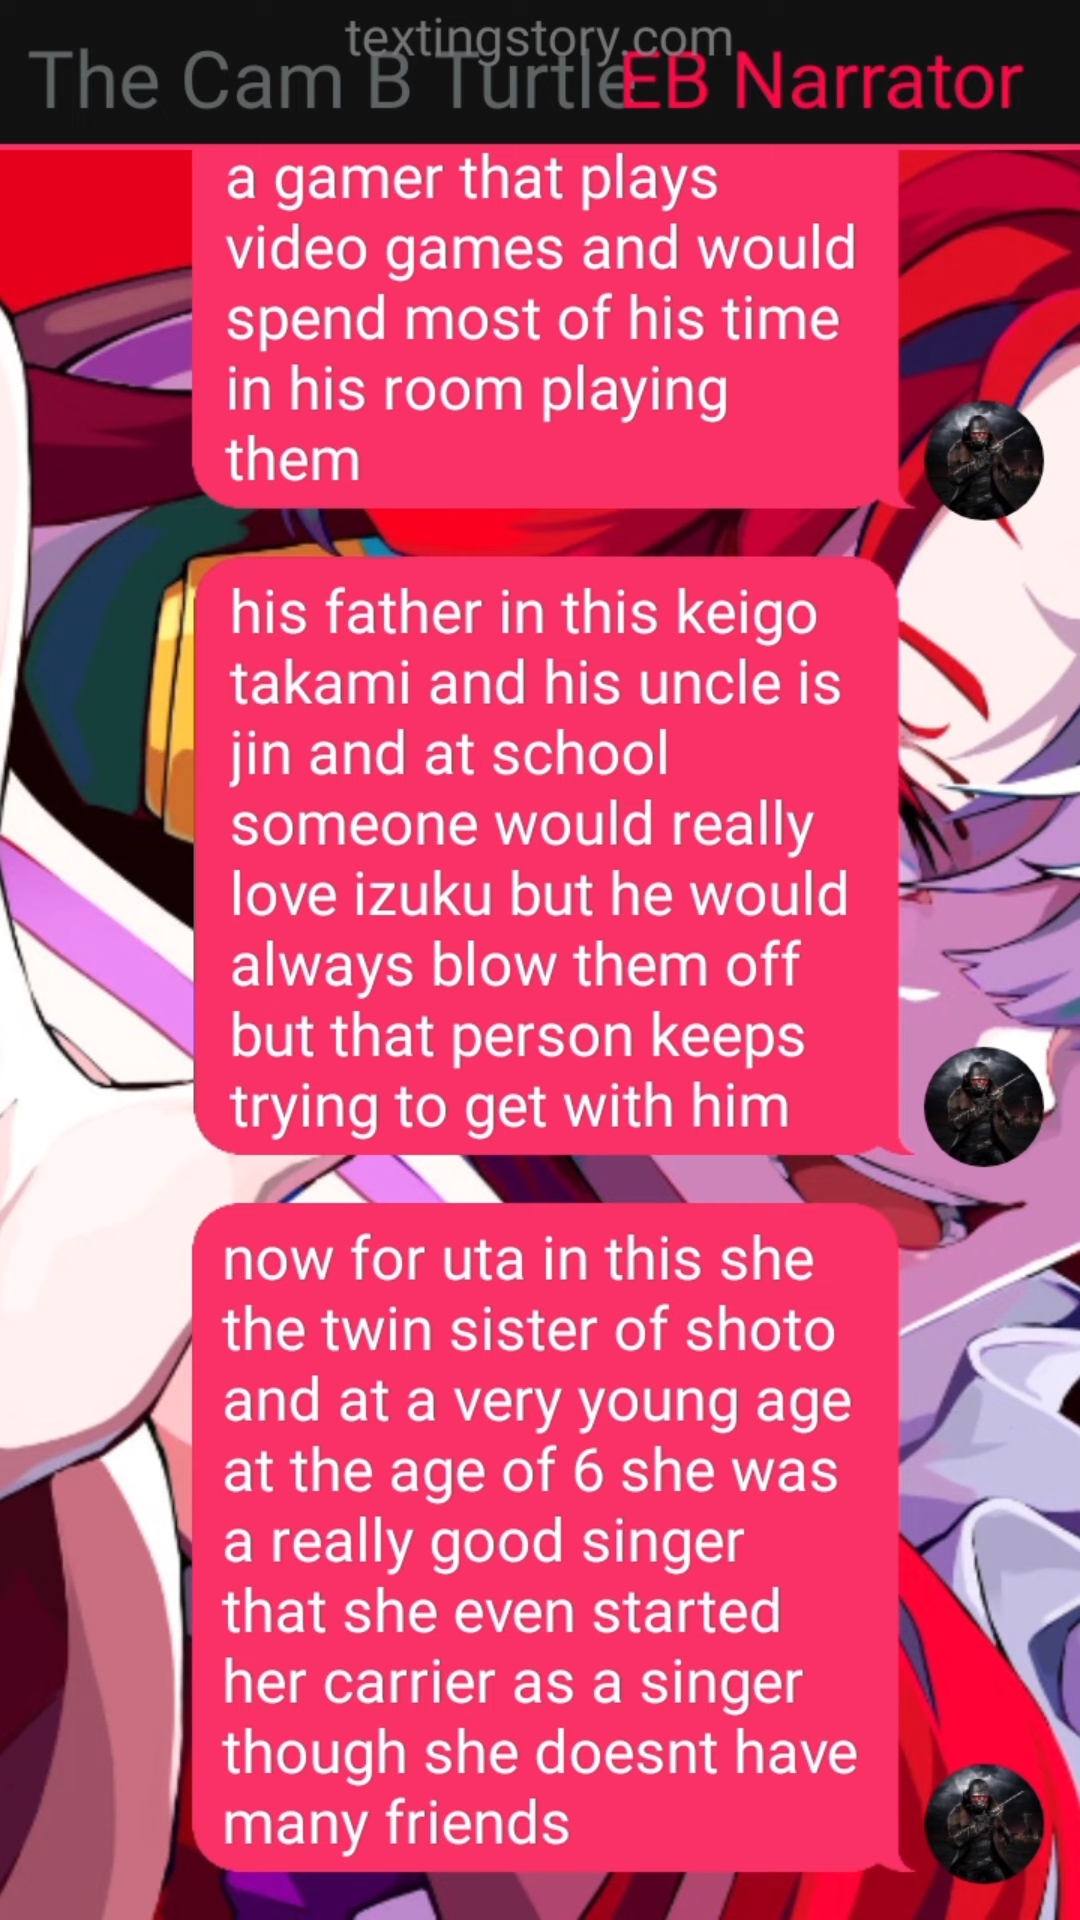 textingstory.com
The Cam B Turtle
EB Narrator
a gamer that plays
video games and would
spend most of his time
in his room playing
them
his father in this keigo
takami and his uncle is
jin and at school
someone would really
love izuku but he would
always blow them off
but that person keeps
trying to get with him
now for uta in this she
the twin sister of shoto
and at a very young age
at the age of 6 she was
a really good singer
that she even started
her carrier as a singer
though she doesnt have
many friends